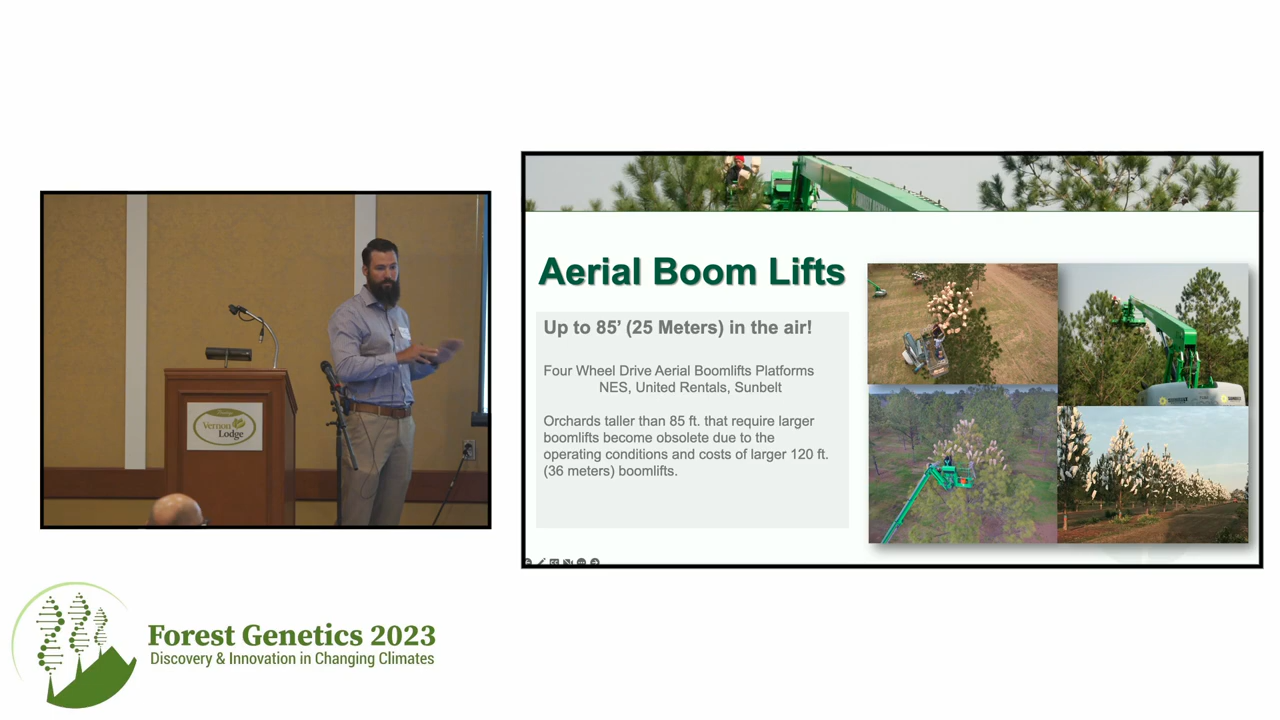 Aerial Boom Lifts
Up to 85’ (25 Meters) in the air!
Four Wheel Drive Aerial Boomlifts Platforms
NES, United Rentals, Sunbelt
Orchards taller than 85 ft. that require larger
boomlifts become obsolete due to the
operating conditions and costs of larger 120 ft.
(36 meters) boomlifts.
Vernon
Lodge
Forest Genetics 2023
Discovery & Innovation in Changing Climates